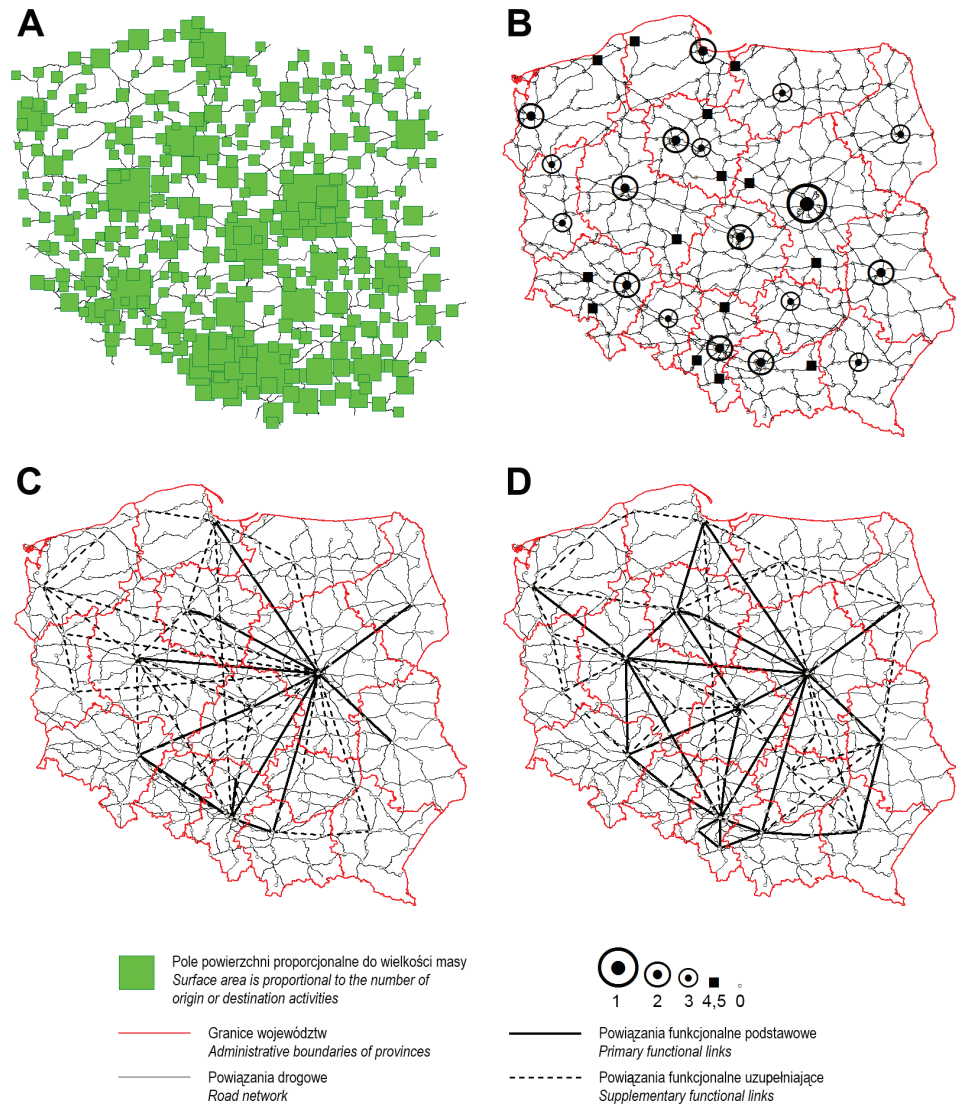 A
B
C
D
Pole powierzchni proporcjonalne do wielkości masy
Surface area is proportional to the number of
origin or destination activities
Granice województw
Administrative boundaries of provinces
Powiązania drogowe
Road network
1 2 3 4,5 0
Powiązania funkcjonalne podstawowe
Primary functional links
Powiązania funkcjonalne uzupełniające
Supplementary functional links